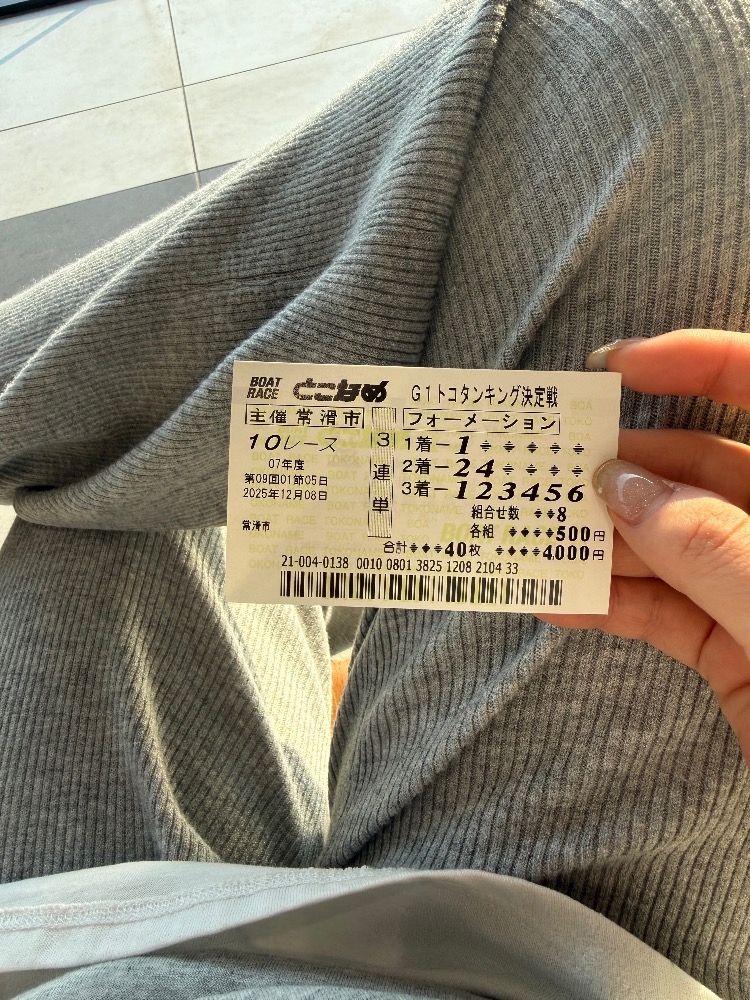 BOAT RACE とこなめ G1トコタンキング決定戦
主催常滑市 3連単 フォーメーション
10レース
07年度
第09回01節05日
2025年12月08日
常滑市
1着-1
2着-24
3着-123456
組合せ数 8
各組 500円
合計 40枚 4,000円
21-004-0138 0010 0801 3825 1208 2104 33